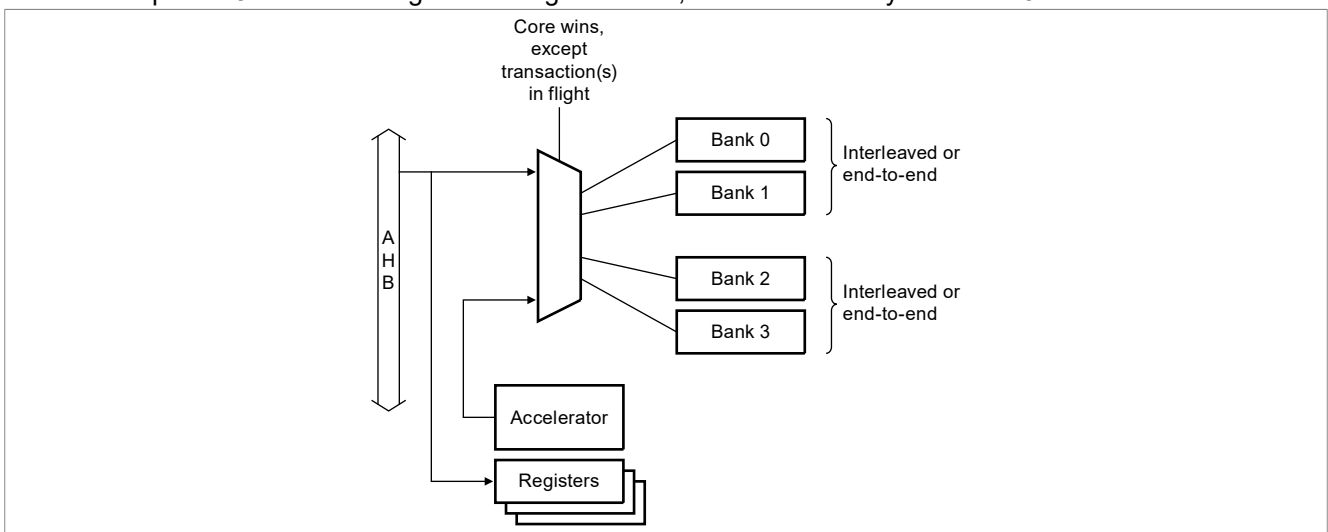 Core wins,
except
transaction(s)
in flight
Bank 0
Interleaved or
end-to-end
Bank 1
A
H
B
Bank 2
Interleaved or
end-to-end
Bank 3
Accelerator
Registers